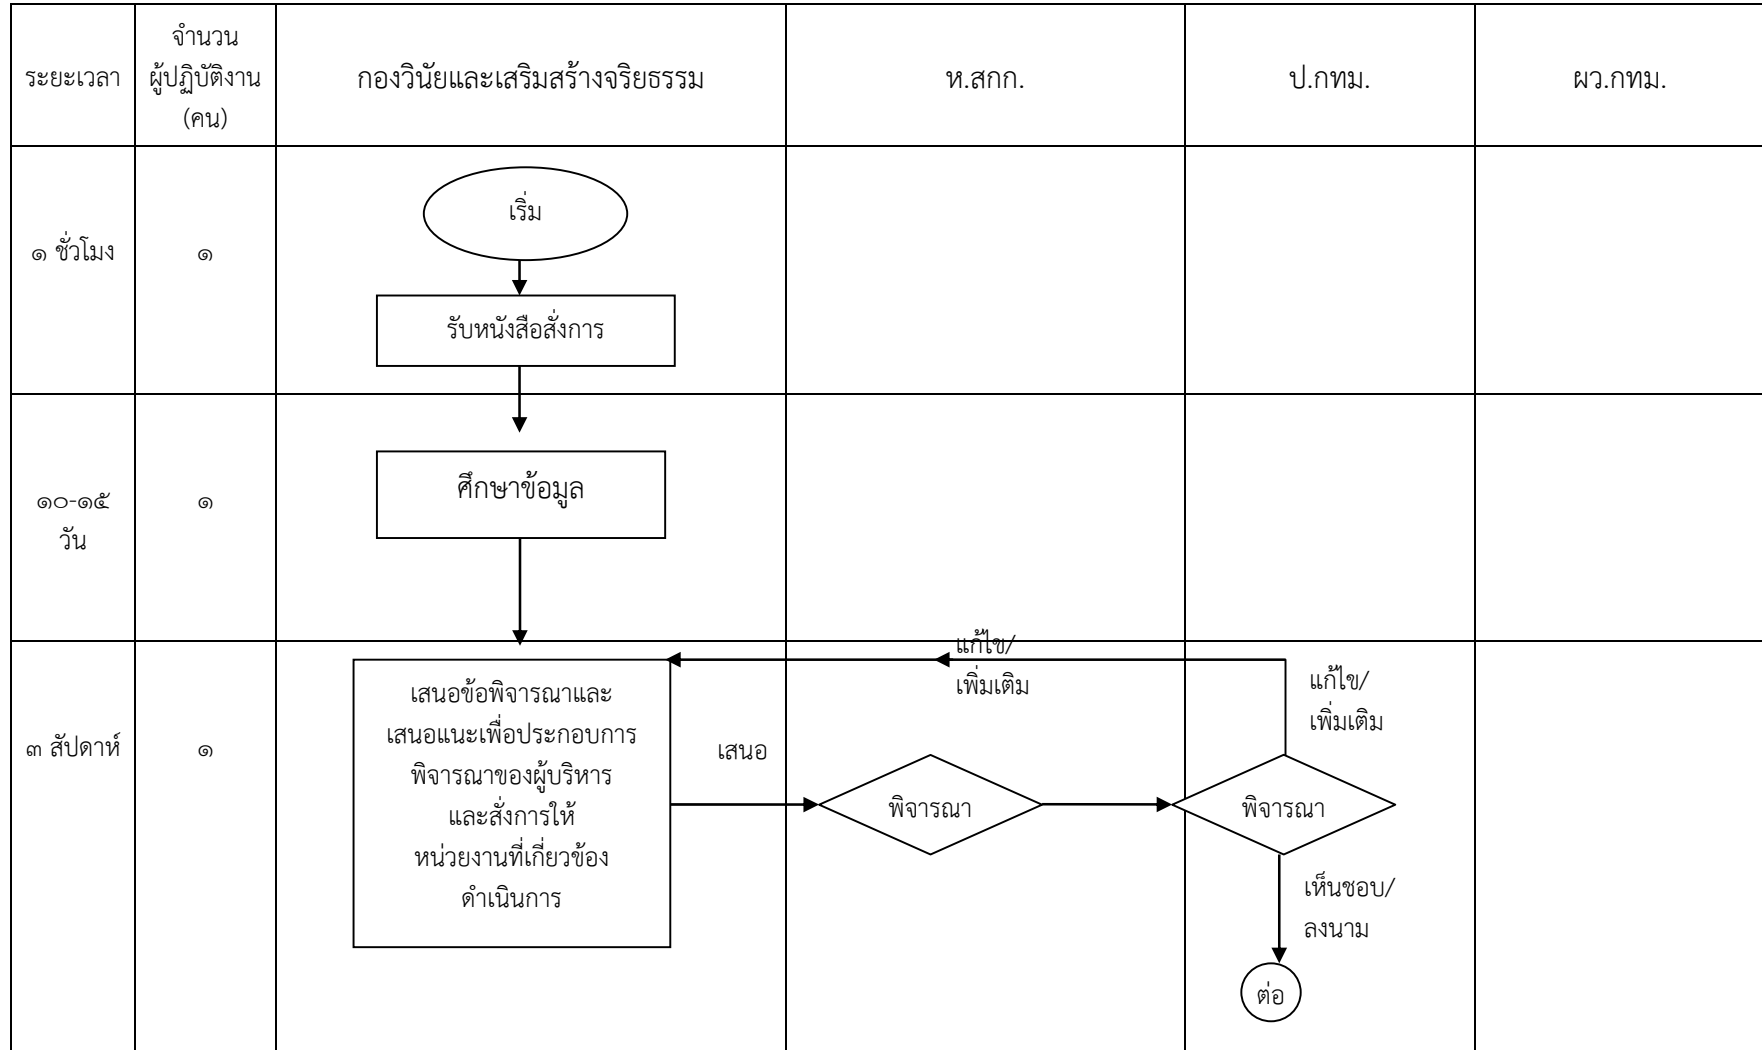 ระยะเวลา
จำนวน
ผู้ปฏิบัติงาน
(คน)
กองวินัยและเสริมสร้างจริยธรรม
ห.สกก.
ป.กทม.
ผว.กทม.
๑ ชั่วโมง
๑
เริ่ม
รับหนังสือสั่งการ
๑๐-๑๕
วัน
๑
ศึกษาข้อมูล
๓ สัปดาห์
๑
เสนอข้อพิจารณาและ
เสนอแนะเพื่อประกอบการ
พิจารณาของผู้บริหาร
และสั่งการให้
หน่วยงานที่เกี่ยวข้อง
ดำเนินการ
เสนอ
แก้ไข/
เพิ่มเติม
พิจารณา
แก้ไข/
เพิ่มเติม
พิจารณา
เห็นชอบ/
ลงนาม
ต่อ